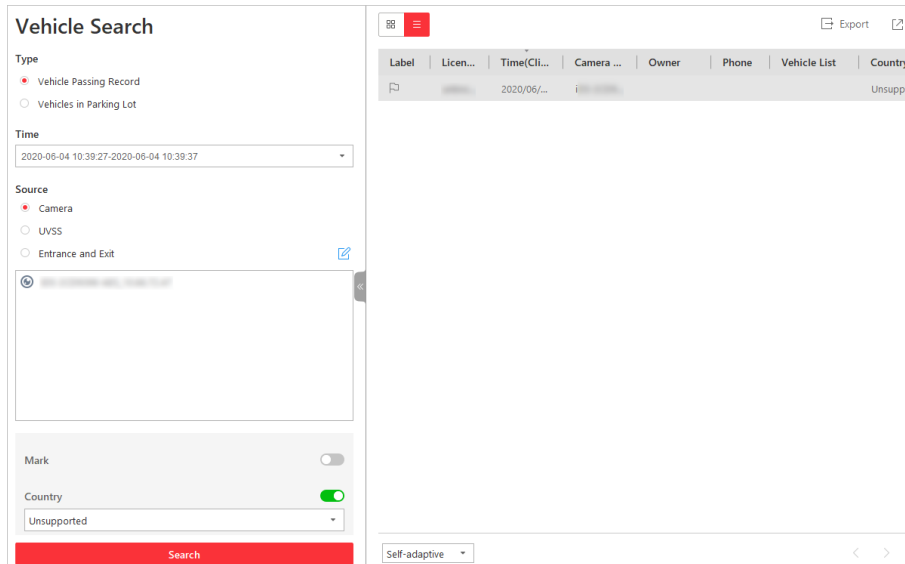 Vehicle Search
Type
Vehicle Passing Record
Vehicles in Parking Lot
Time
2020-06-04 10:39:27-2020-06-04 10:39:37
Source
Camera
UVSS
Entrance and Exit
Mark
Country
Unsupported
Search
Export
Label Licen... Time(Cli... Camera ... Owner Phone Vehicle List Country
2020/06/... i Unsupp
Self-adaptive